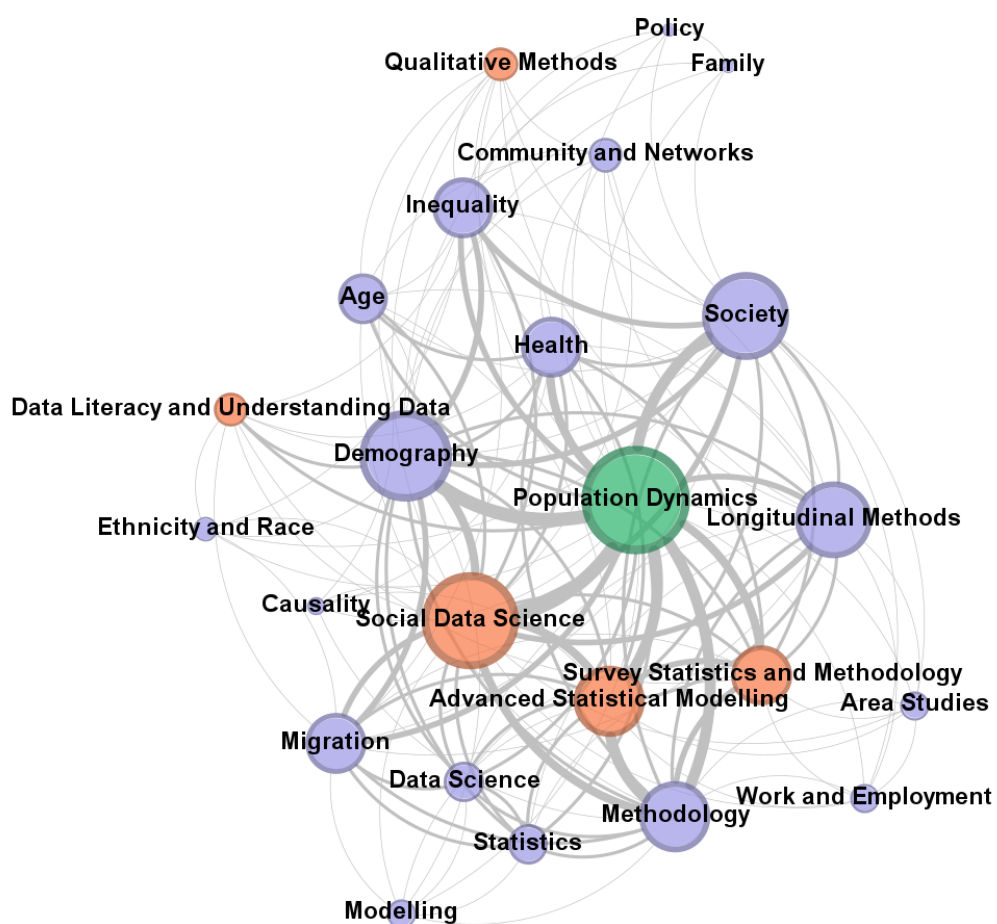 Policy
Qualitative Methods
Family
Community and Networks
Inequality
Age
Society
Health
Data Literacy and Understanding Data
Demography
Population Dynamics
Longitudinal Methods
Ethnicity and Race
Causality
Social Data Science
Survey Statistics and Methodology
Advanced Statistical Modelling
Area Studies
Migration
Data Science
Work and Employment
Methodology
Statistics
Modelling